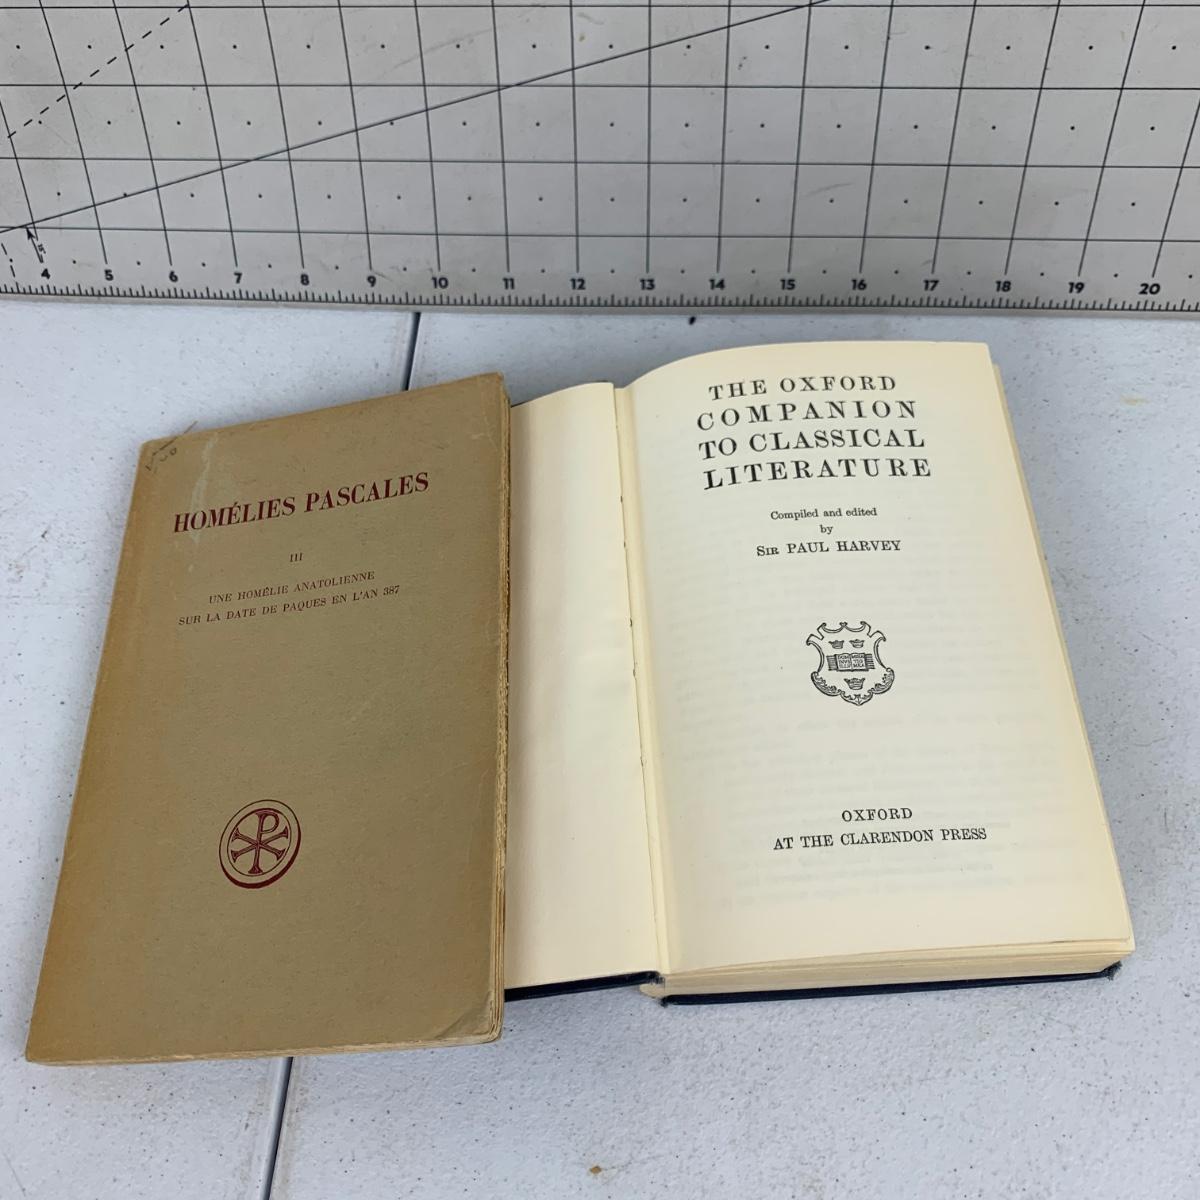 4 5 6 7 8 9 10 11 12 13 14 15 16 17 18 19 20
HOMÉLIES PASCALES
III
UNE HOMÉLIE ANATOLIENNE
SUR LA DATE DE PAQUES EN L'AN 387
THE OXFORD
COMPANION
TO CLASSICAL
LITERATURE
Compiled and edited
by
SIR PAUL HARVEY
OXFORD
AT THE CLARENDON PRESS